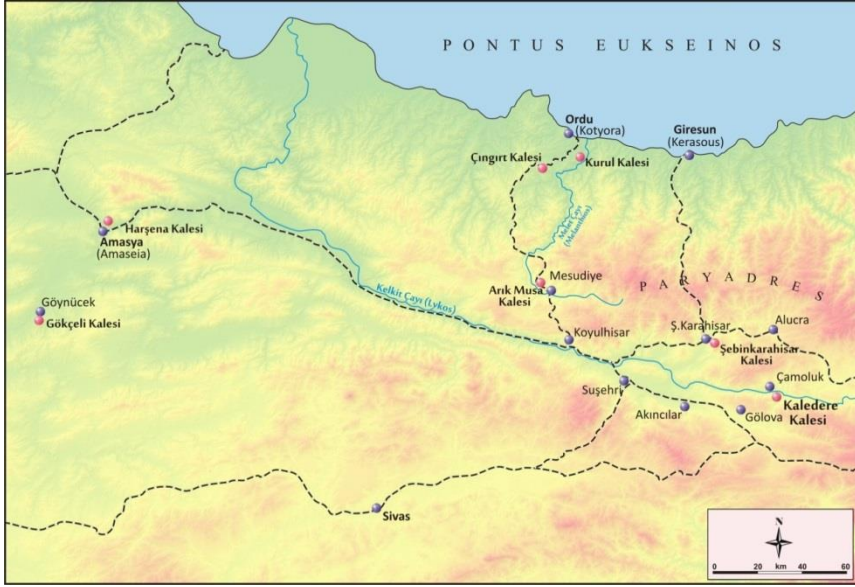 PONTUS EUKSEINOS
Ordu
(Kotyora)
Giresun
(Kerasous)
Çıngırt Kalesi
Kurul Kalesi
Melet Çayı
(Melanthios)
Harşena Kalesi
Amasya
(Amaseia)
Mesudiye
PARYADRES
Arık Musa
Kalesi
Kelkit Çayı (Lykos)
Göynücek
Gökçeli Kalesi
Koyulhisar
Ş.Karahisar
Alucra
Şebinkarahisar
Kalesi
Suşehri
Çamoluk
Kaledere
Kalesi
Akıncılar
Gölova
Sivas
N
0 20 km 40 60